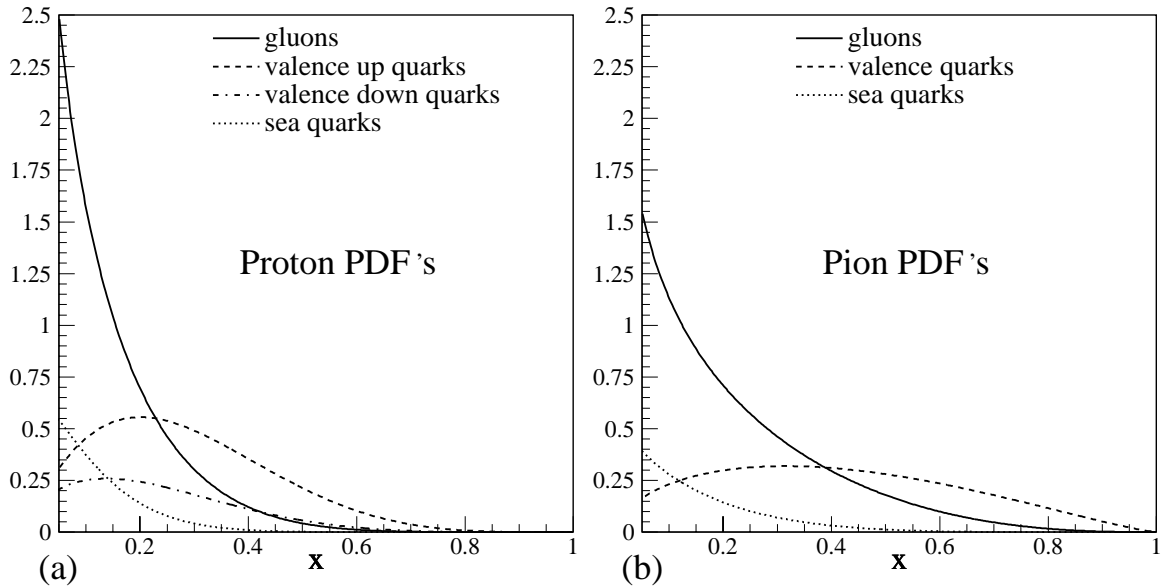 2.5
2.25
2
1.75
1.5
1.25
1
0.75
0.5
0.25
0
gluons
valence up quarks
valence down quarks
sea quarks
Proton PDF's
0.2 0.4 0.6 0.8 1
x
(a)
2.5
2.25
2
1.75
1.5
1.25
1
0.75
0.5
0.25
0
gluons
valence quarks
sea quarks
Pion PDF's
0.2 0.4 0.6 0.8 1
x
(b)